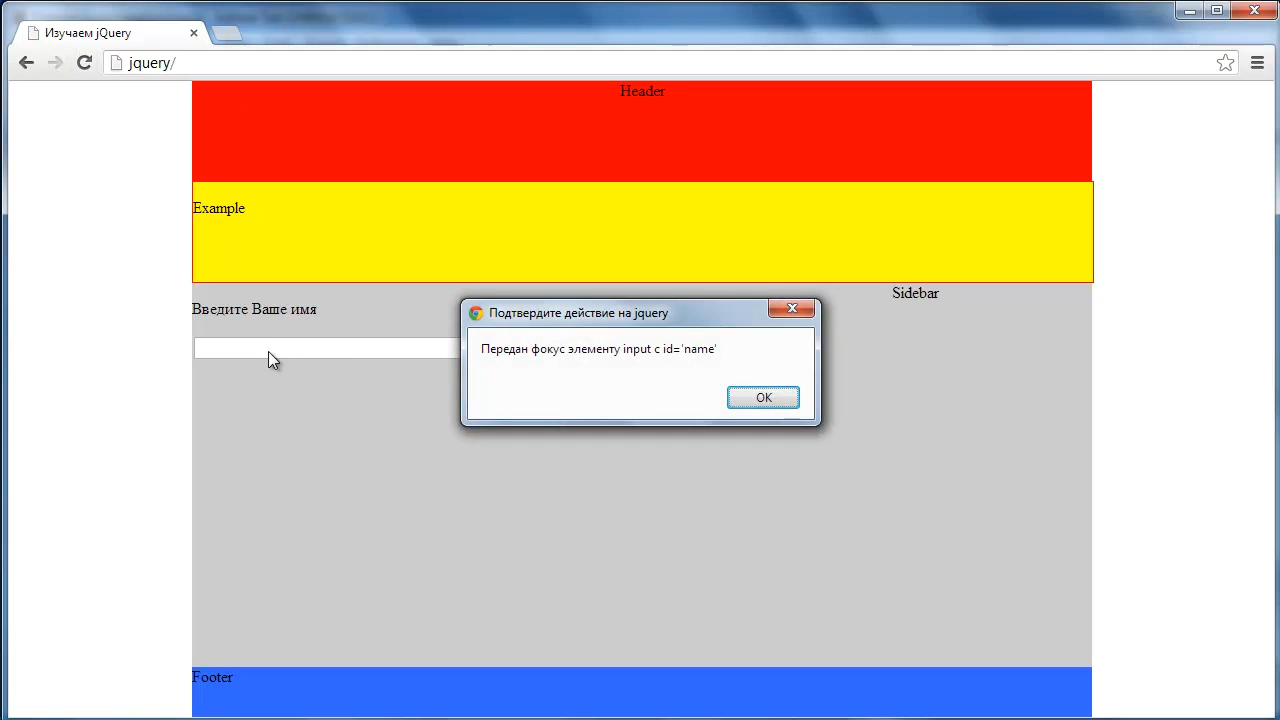 Изучаем jQuery
jquery/
Header
Example
Sidebar
Введите Ваше имя
Подтвердите действие на jquery
Передан фокус элементу input с id='name'
OK
Footer